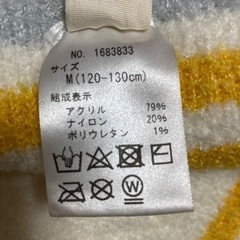 NO. 1683833
サイズ
M(120-130cm)
組成表示
アクリル 79%
ナイロン 20%
ポリウレタン 1%
W